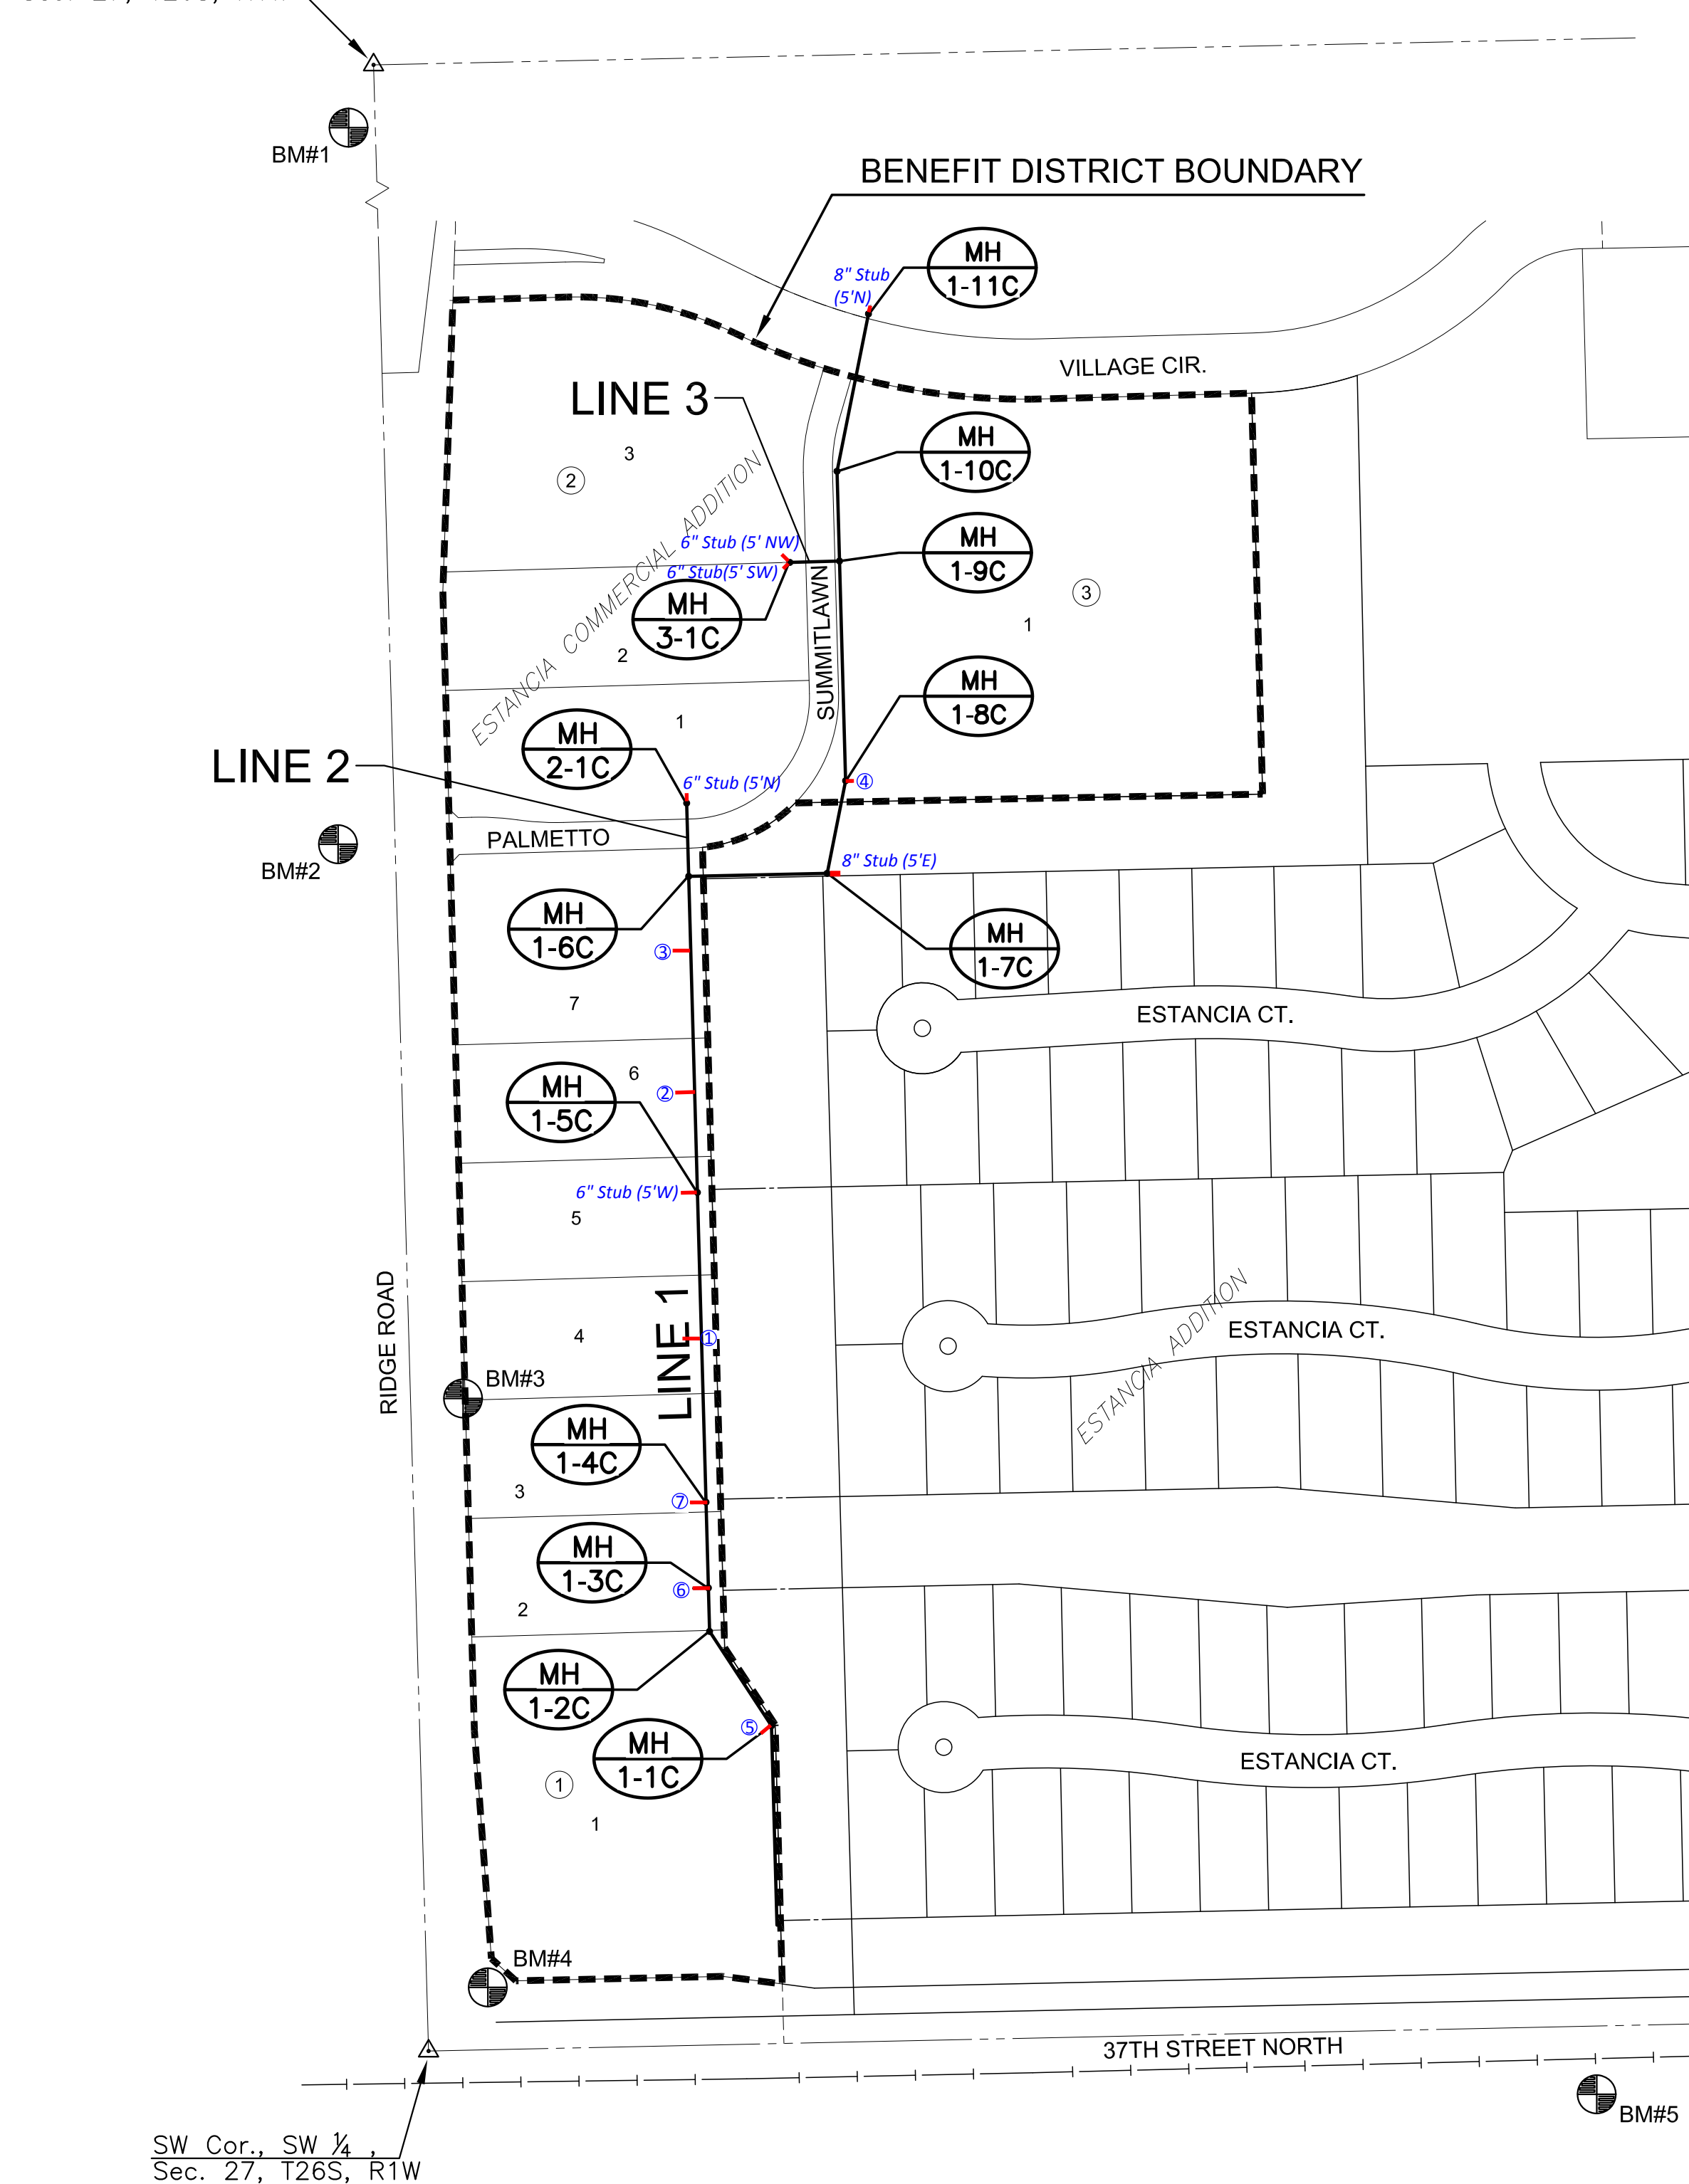 BM#1
BENEFIT DISTRICT BOUNDARY
MH
1-11C
8" Stub
(5'N)
VILLAGE CIR.
LINE 3
3
2
MH
1-10C
ESTANCIA COMMERCIAL ADDITION
6" Stub (5' NW)
6" Stub(5' SW)
MH
1-9C
MH
3-1C
SUMMITLAWN
3
1
2
MH
1-8C
1
MH
2-1C
LINE 2
6" Stub (5'N)
4
PALMETTO
BM#2
8" Stub (5'E)
MH
1-6C
MH
1-7C
3
7
ESTANCIA CT.
6
MH
1-5C
2
6" Stub (5'W)
5
RIDGE ROAD
LINE 1
4
1
ESTANCIA ADDITION
ESTANCIA CT.
BM#3
MH
1-4C
3
7
MH
1-3C
6
2
MH
1-2C
5
MH
1-1C
ESTANCIA CT.
1
1
BM#4
37TH STREET NORTH
BM#5
SW Cor., SW ¼ ,
Sec. 27, T26S, R1W